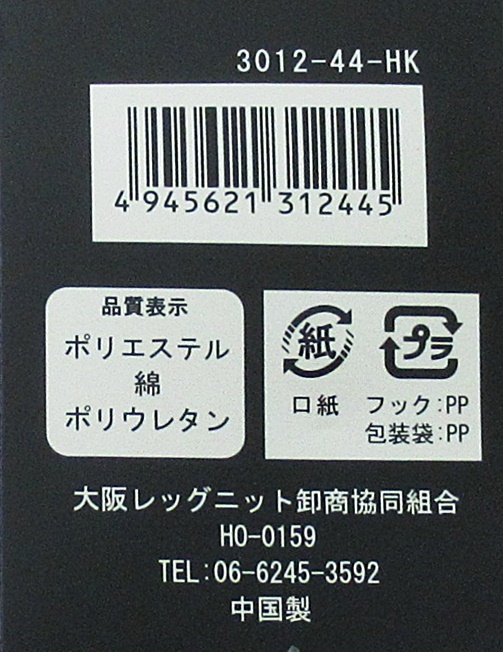 3012-44-HK
4 945621 312445
品質表示
ポリエステル
綿
ポリウレタン
紙
プラ
口紙 フック:PP
包装袋:PP
大阪レッグニット卸商協同組合
HO-0159
TEL:06-6245-3592
中国製